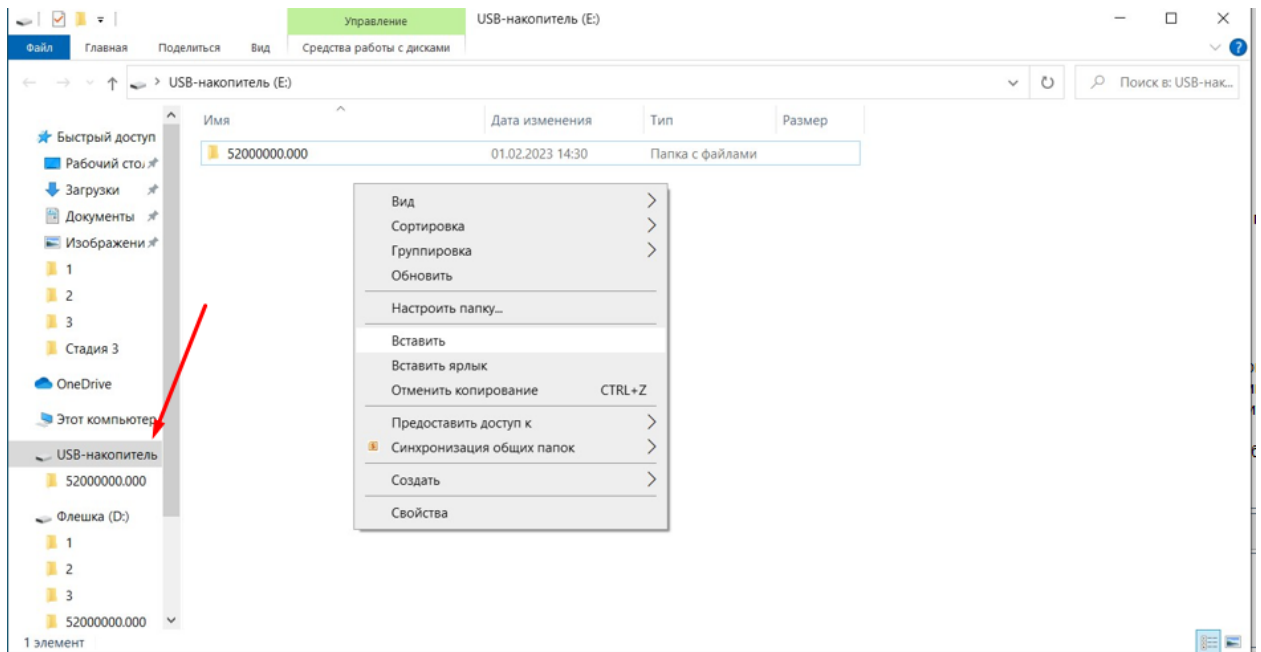 Управление
USB-накопитель (E:)
Файл
Главная
Поделиться
Вид
Средства работы с дисками
USB-накопитель (E:)
Поиск в: USB-нак...
Имя
Дата изменения
Тип
Размер
52000000.000
01.02.2023 14:30
Папка с файлами
Быстрый доступ
Рабочий сто
Загрузки
Документы
Изображени
1
2
3
Стадия 3
OneDrive
Этот компьютер
USB-накопитель
52000000.000
Флешка (D:)
1
2
3
52000000.000
Вид
Сортировка
Группировка
Обновить
Настроить папку...
Вставить
Вставить ярлык
Отменить копирование CTRL+Z
Предоставить доступ к
Синхронизация общих папок
Создать
Свойства
1 элемент